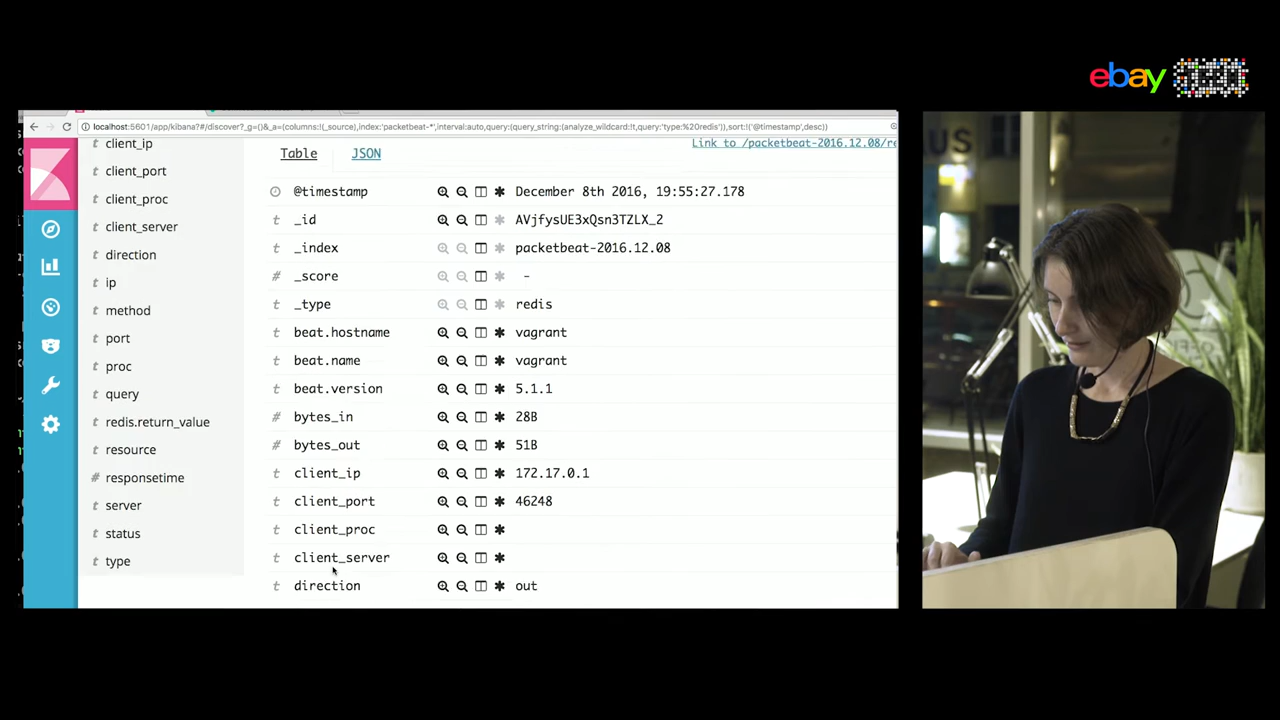 ebay
localhost:5601/app/kibana?#/discover?_g=()&_a=(columns:!(_source),index:'packetbeat-*',interval:auto,query:(query_string:(analyze_wildcard:!t,query:'type:%20redis')),sort:!('@timestamp',desc))
Link to /packetbeat-2016.12.08/re
Table JSON
t client_ip
t client_port
t client_proc
t client_server
t direction
t ip
t method
t port
t proc
t query
t redis.return_value
t resource
# responsetime
t server
t status
t type
@timestamp December 8th 2016, 19:55:27.178
t _id AVjfysUE3xQsn3TZLX_2
t _index packetbeat-2016.12.08
# _score -
t _type redis
t beat.hostname vagrant
t beat.name vagrant
t beat.version 5.1.1
# bytes_in 28B
# bytes_out 51B
t client_ip 172.17.0.1
t client_port 46248
t client_proc
t client_server
t direction out
US